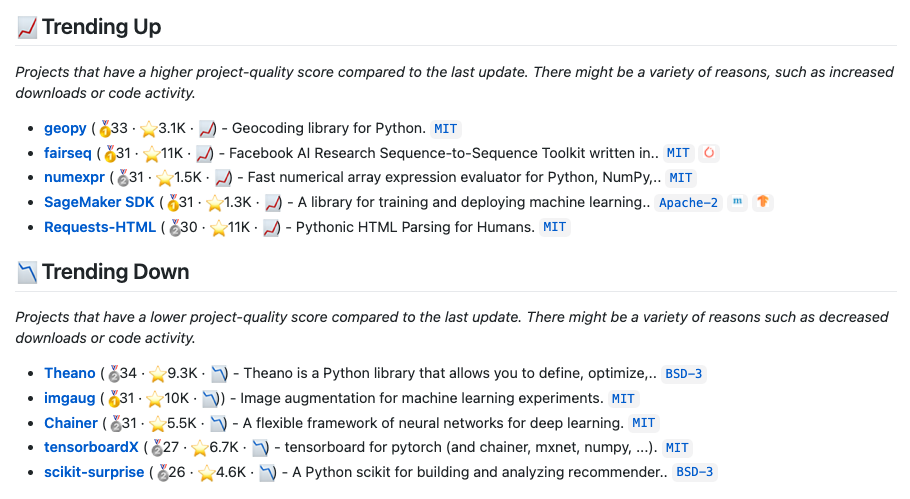 📈 Trending Up
Projects that have a higher project-quality score compared to the last update. There might be a variety of reasons, such as increased
downloads or code activity.
• geopy (🥇33 · ⭐3.1K · 📈) - Geocoding library for Python. MIT
• fairseq (🥇31 · ⭐11K · 📈) - Facebook AI Research Sequence-to-Sequence Toolkit written in.. MIT
• numexpr (🥈31 · ⭐1.5K · 📈) - Fast numerical array expression evaluator for Python, NumPy,.. MIT
• SageMaker SDK (🥇31 · ⭐1.3K · 📈) - A library for training and deploying machine learning.. Apache-2 m
• Requests-HTML (🥈30 · ⭐11K · 📈) - Pythonic HTML Parsing for Humans. MIT
📉 Trending Down
Projects that have a lower project-quality score compared to the last update. There might be a variety of reasons such as decreased
downloads or code activity.
• Theano (🥈34 · ⭐9.3K · 📉) - Theano is a Python library that allows you to define, optimize,.. BSD-3
• imgaug (🥇31 · ⭐10K · 📉)) - Image augmentation for machine learning experiments. MIT
• Chainer (🥈31 · ⭐5.5K · 📉) - A flexible framework of neural networks for deep learning. MIT
• tensorboardX (🥈27 · ⭐6.7K · 📉) - tensorboard for pytorch (and chainer, mxnet, numpy, ...). MIT
• scikit-surprise (🥈26 · ⭐4.6K · 📉) - A Python scikit for building and analyzing recommender.. BSD-3